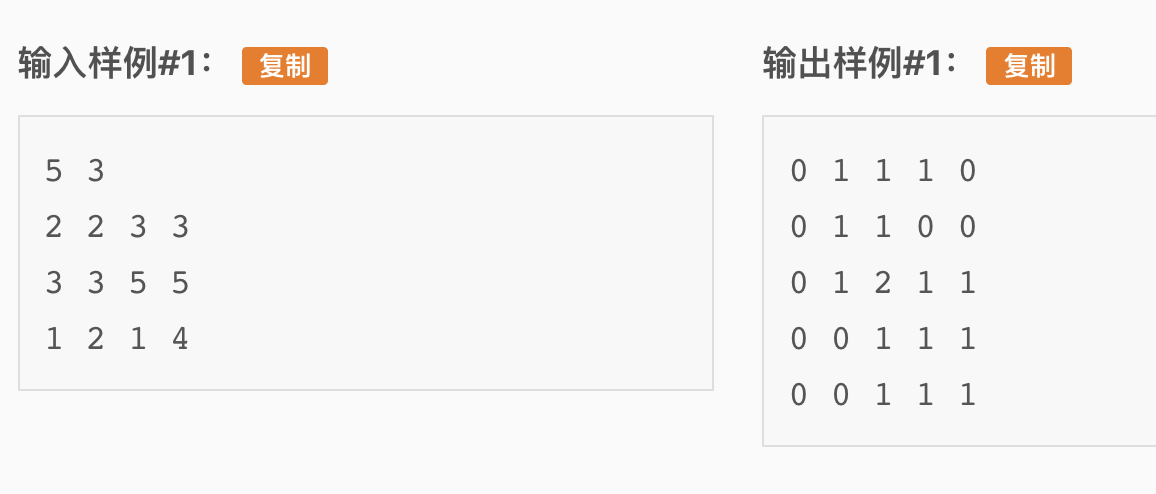 输入样例#1： 复制
5 3
2 2 3 3
3 3 5 5
1 2 1 4
输出样例#1： 复制
0 1 1 1 0
0 1 1 0 0
0 1 2 1 1
0 0 1 1 1
0 0 1 1 1